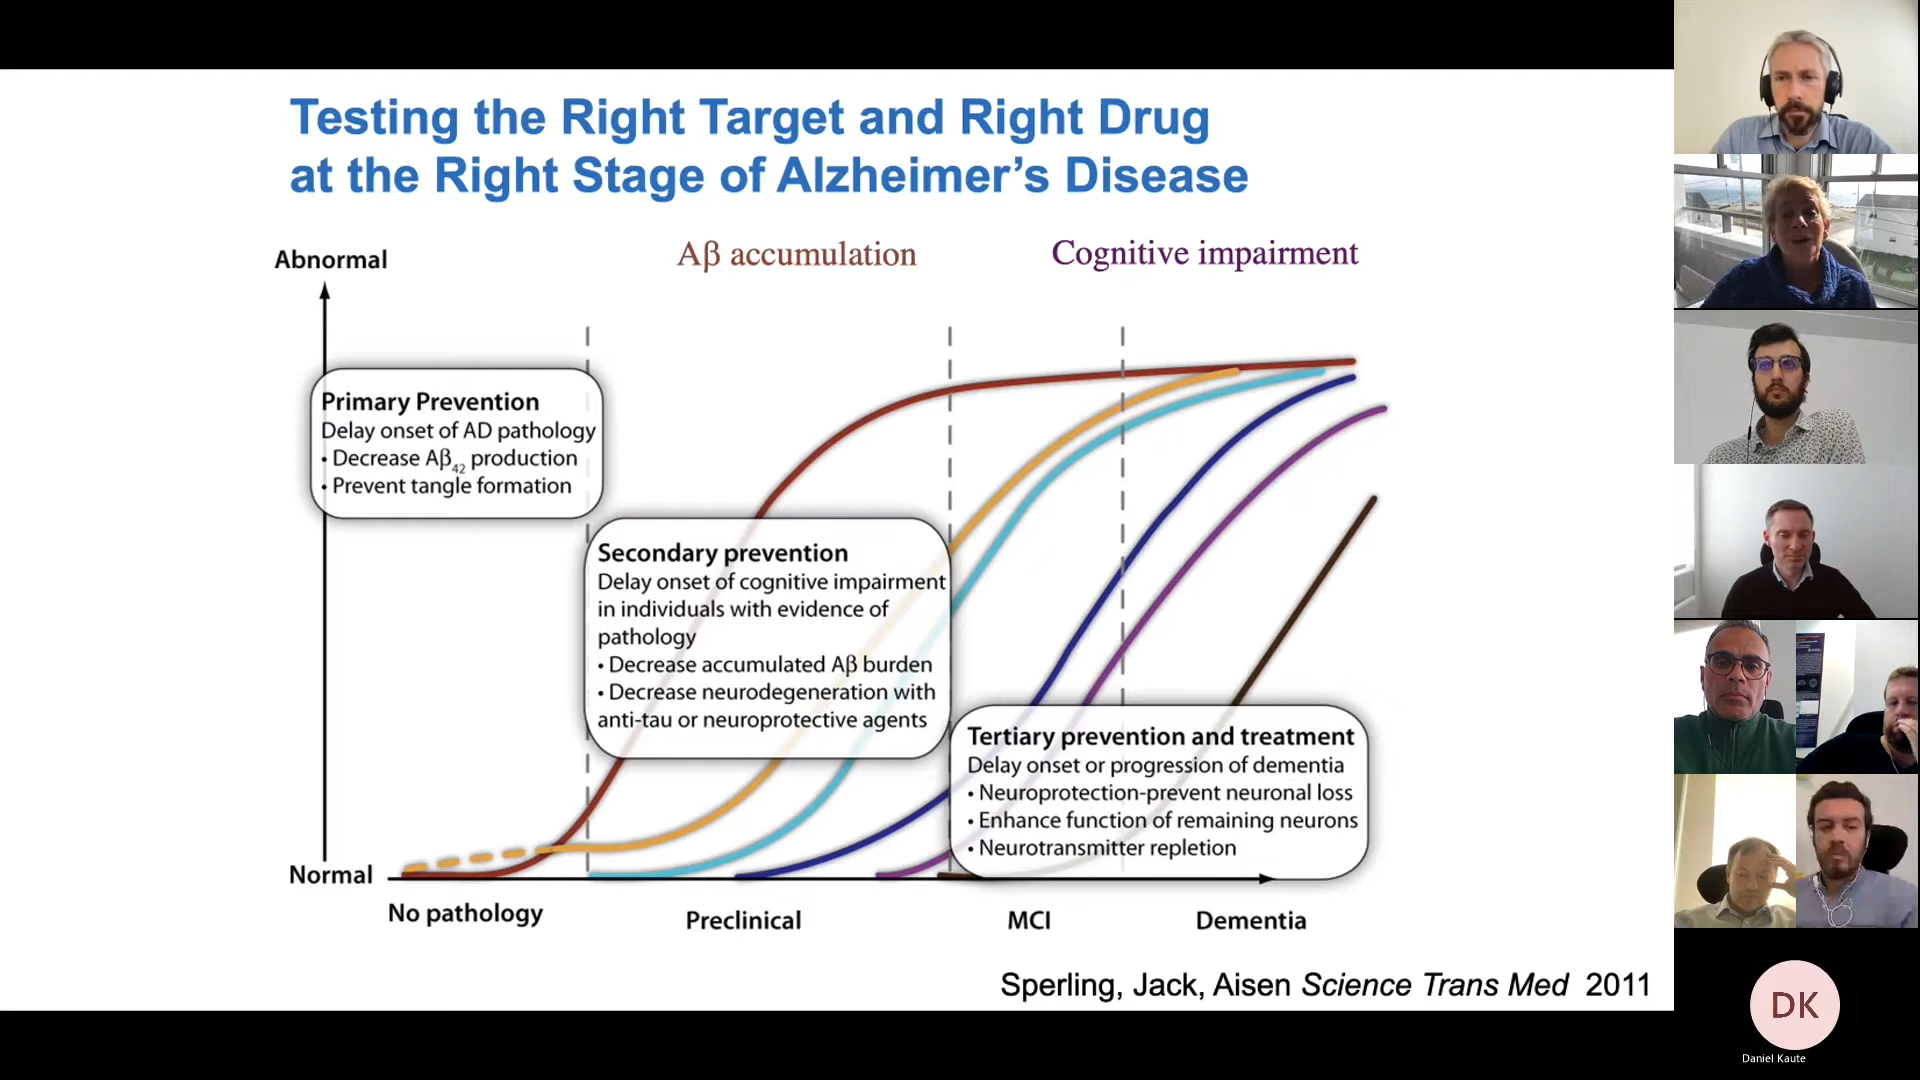 Testing the Right Target and Right Drug
at the Right Stage of Alzheimer’s Disease
Abnormal
Aβ accumulation
Cognitive impairment
Primary Prevention
Delay onset of AD pathology
• Decrease Aβ42 production
• Prevent tangle formation
Secondary prevention
Delay onset of cognitive impairment
in individuals with evidence of
pathology
• Decrease accumulated Aβ burden
• Decrease neurodegeneration with
anti-tau or neuroprotective agents
Tertiary prevention and treatment
Delay onset or progression of dementia
• Neuroprotection-prevent neuronal loss
• Enhance function of remaining neurons
• Neurotransmitter repletion
Normal
No pathology
Preclinical
MCI
Dementia
Sperling, Jack, Aisen Science Trans Med 2011
DK
Daniel Kaute